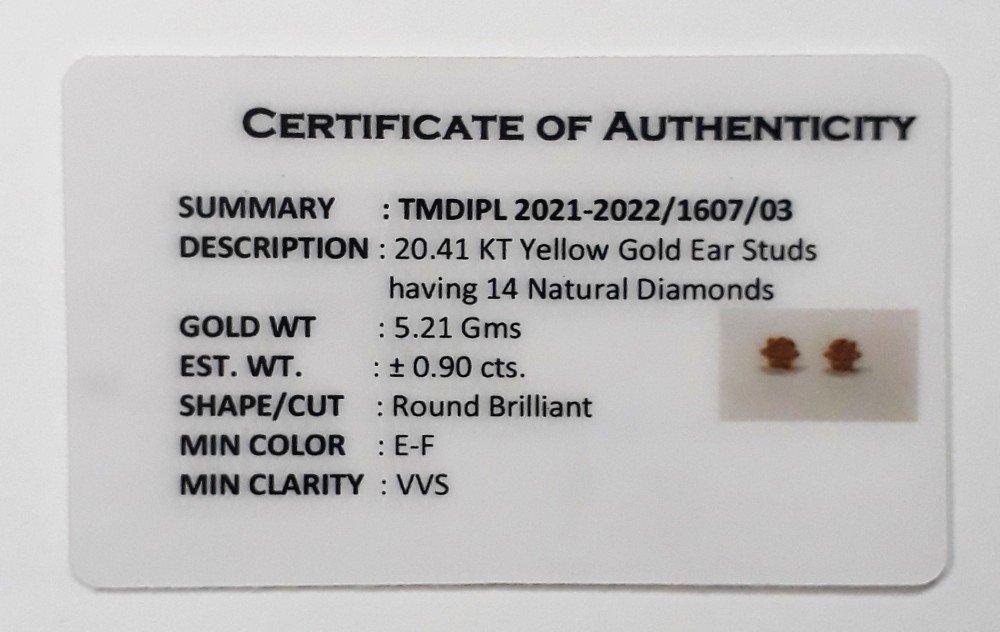 CERTIFICATE OF AUTHENTICITY
SUMMARY : TMDIPL 2021-2022/1607/03
DESCRIPTION : 20.41 KT Yellow Gold Ear Studs
having 14 Natural Diamonds
GOLD WT : 5.21 Gms
EST. WT. : ± 0.90 cts.
SHAPE/CUT : Round Brilliant
MIN COLOR : E-F
MIN CLARITY : VVS